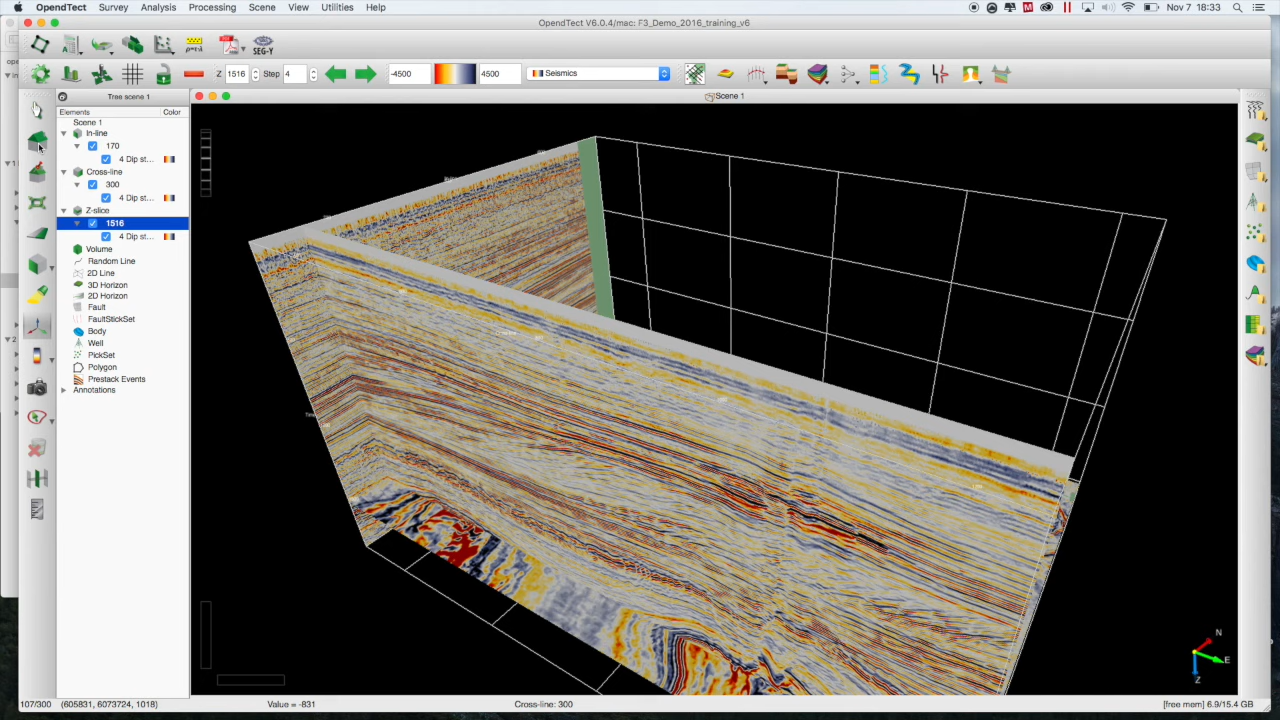 OpendTect Survey Analysis Processing Scene View Utilities Help
Nov 7 18:33
OpendTect V6.0.4/mac: F3_Demo_2016_training_v6
SEG-Y
Z 1516 Step 4 -4500 4500 Seismics
Tree scene 1
Scene 1
Elements Color
Scene 1
In-line
170
4 Dip st...
Cross-line
300
4 Dip st...
Z-slice
1516
4 Dip st...
Volume
Random Line
2D Line
3D Horizon
2D Horizon
Fault
FaultStickSet
Body
Well
PickSet
Polygon
Prestack Events
Annotations
N
E
Z
107/300 (605831, 6073724, 1018) Value = -831 Cross-line: 300 [free mem] 6.9/15.4 GB